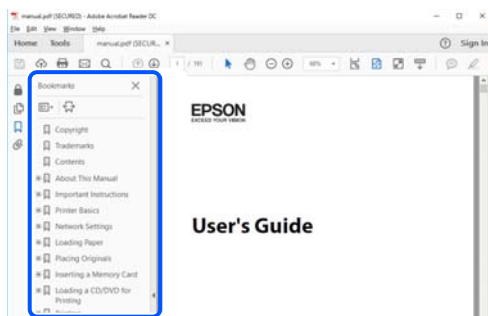 manual.pdf (SECURED) - Adobe Acrobat Reader DC
File Edit View Window Help
Home Tools manual.pdf (SECUR... × Sign In
1 / 191
Bookmarks
Copyright
Trademarks
Contents
About This Manual
Important Instructions
Printer Basics
Network Settings
Loading Paper
Placing Originals
Inserting a Memory Card
Loading a CD/DVD for
Printing
EPSON
EXCEED YOUR VISION
User's Guide